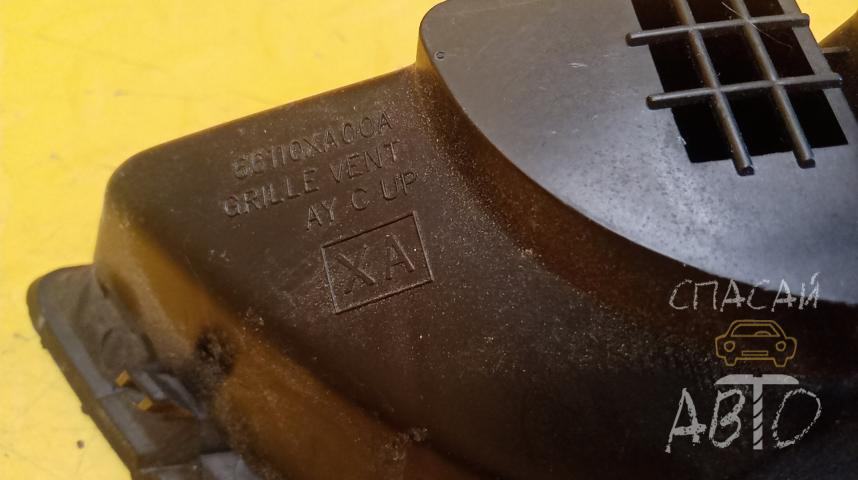 66110XA00A
GRILLE VENT
AY C UP
XA
СПАСАЙ
АВТО